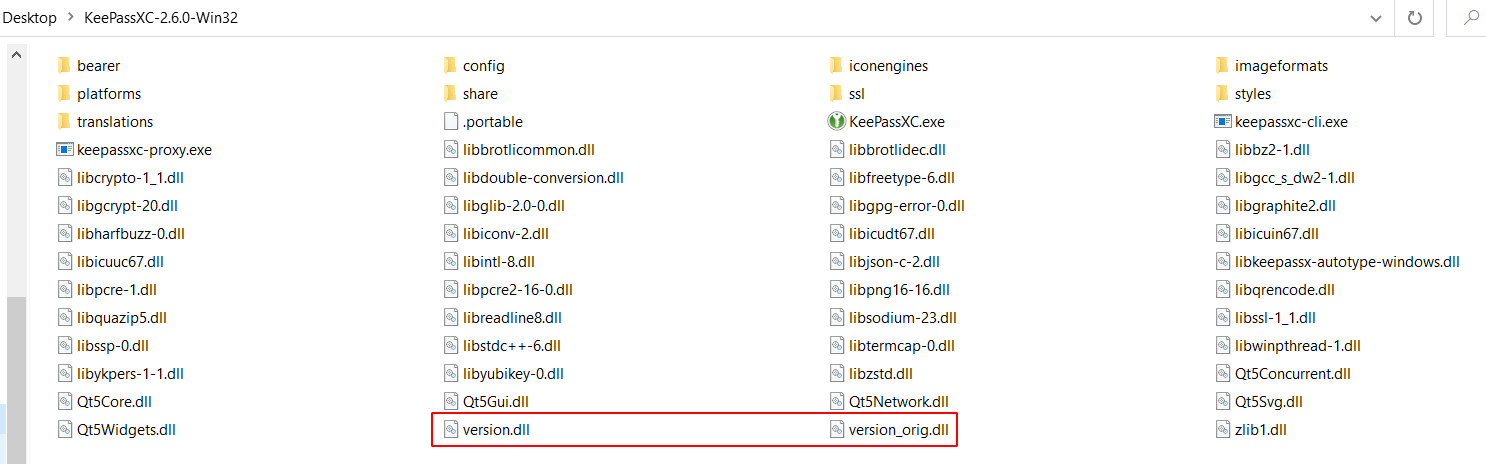 Desktop > KeePassXC-2.6.0-Win32
bearer config iconengines imageformats
platforms share ssl styles
translations .portable KeePassXC.exe keepassxc-cli.exe
keepassxc-proxy.exe libbrotlicommon.dll libbrotlidec.dll libbz2-1.dll
libcrypto-1_1.dll libdouble-conversion.dll libfreetype-6.dll libgcc_s_dw2-1.dll
libgcrypt-20.dll libglib-2.0-0.dll libgpg-error-0.dll libgraphite2.dll
libharfbuzz-0.dll libiconv-2.dll libicudt67.dll libicuin67.dll
libicuuc67.dll libintl-8.dll libjson-c-2.dll libkeepassx-autotype-windows.dll
libpcre-1.dll libpcre2-16-0.dll libpng16-16.dll libqrencode.dll
libquazip5.dll libreadline8.dll libsodium-23.dll libssl-1_1.dll
libssp-0.dll libstdc++-6.dll libtermcap-0.dll libwinpthread-1.dll
libykpers-1-1.dll libyubikey-0.dll libzstd.dll Qt5Concurrent.dll
Qt5Core.dll Qt5Gui.dll Qt5Network.dll Qt5Svg.dll
Qt5Widgets.dll version.dll version_orig.dll zlib1.dll